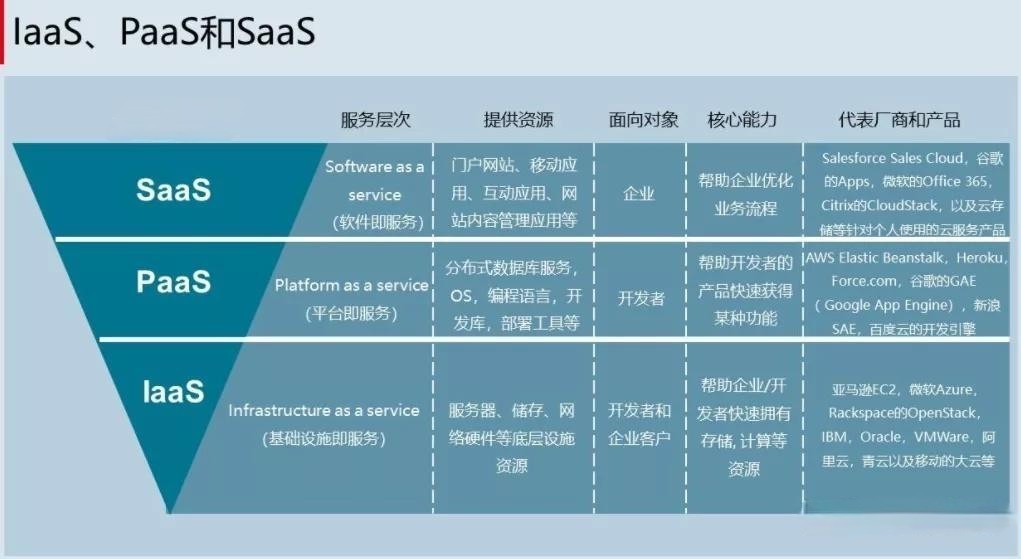 IaaS、PaaS和SaaS
服务层次
提供资源
面向对象
核心能力
代表厂商和产品
SaaS
Software as a
service
（软件即服务）
门户网站、移动应
用、互动应用、网
站内容管理应用等
企业
帮助企业优化
业务流程
Salesforce Sales Cloud，谷歌
的Apps，微软的Office 365，
Citrix的CloudStack，以及云存
储等针对个人使用的云服务产品
PaaS
Platform as a service
（平台即服务）
分布式数据库服务，
OS，编程语言，开
发库，部署工具等
开发者
帮助开发者的
产品快速获得
某种功能
AWS Elastic Beanstalk，Heroku，
Force.com，谷歌的GAE
（Google App Engine），新浪
SAE，百度云的开发引擎
IaaS
Infrastructure as a service
（基础设施即服务）
服务器、储存、网
络硬件等底层设施
资源
开发者和
企业客户
帮助企业/开
发者快速拥有
存储, 计算等
资源
亚马逊EC2，微软Azure，
Rackspace的OpenStack，
IBM，Oracle，VMWare，阿
里云，青云以及移动的大云等